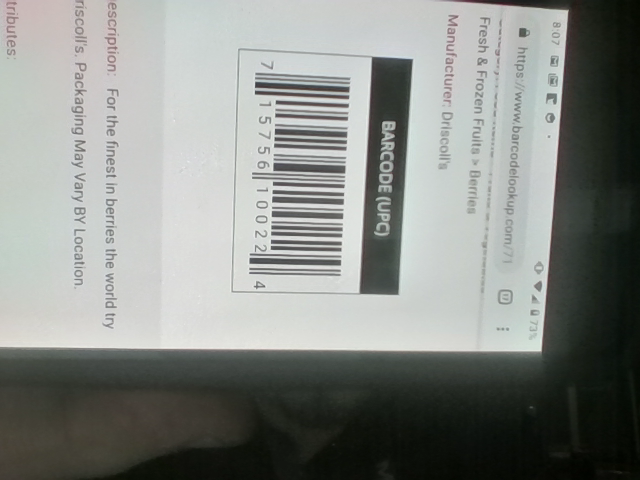 8:07 73%
https://www.barcodelookup.com/71 17
Fresh & Frozen Fruits > Berries
Manufacturer: Driscoll's
BARCODE (UPC)
7 15756 10022 4
escription: For the finest in berries the world try
riscoll's. Packaging May Vary BY Location.
tributes: